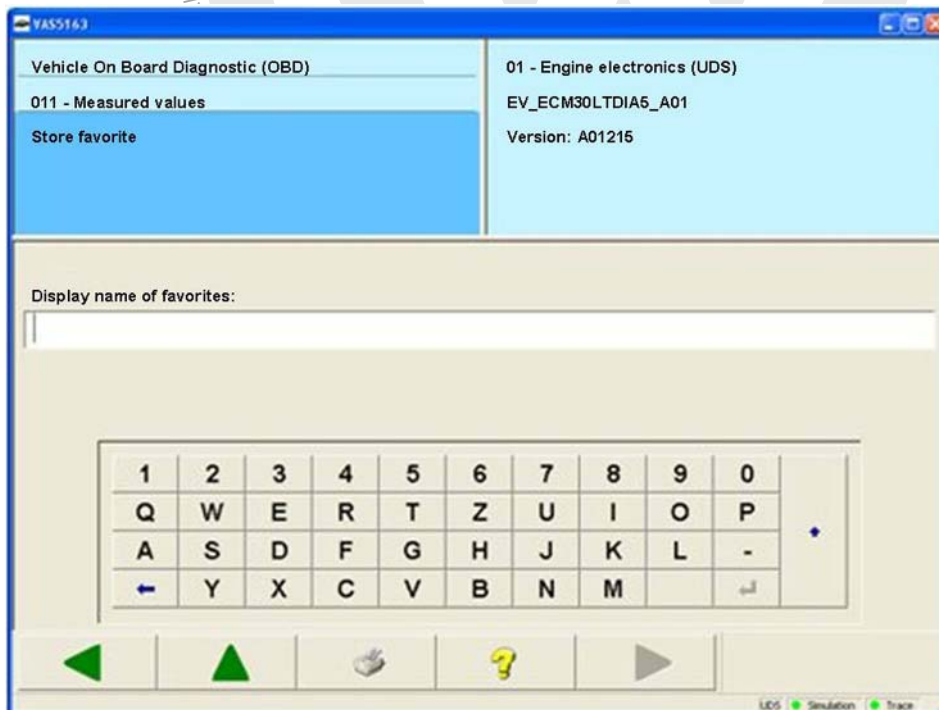 VAS5163
Vehicle On Board Diagnostic (OBD)
011 - Measured values
Store favorite
01 - Engine electronics (UDS)
EV_ECM30LTDIA5_A01
Version: A01215
Display name of favorites:
1 2 3 4 5 6 7 8 9 0
Q W E R T Z U I O P
A S D F G H J K L -
Y X C V B N M
UDS Simulation Trace